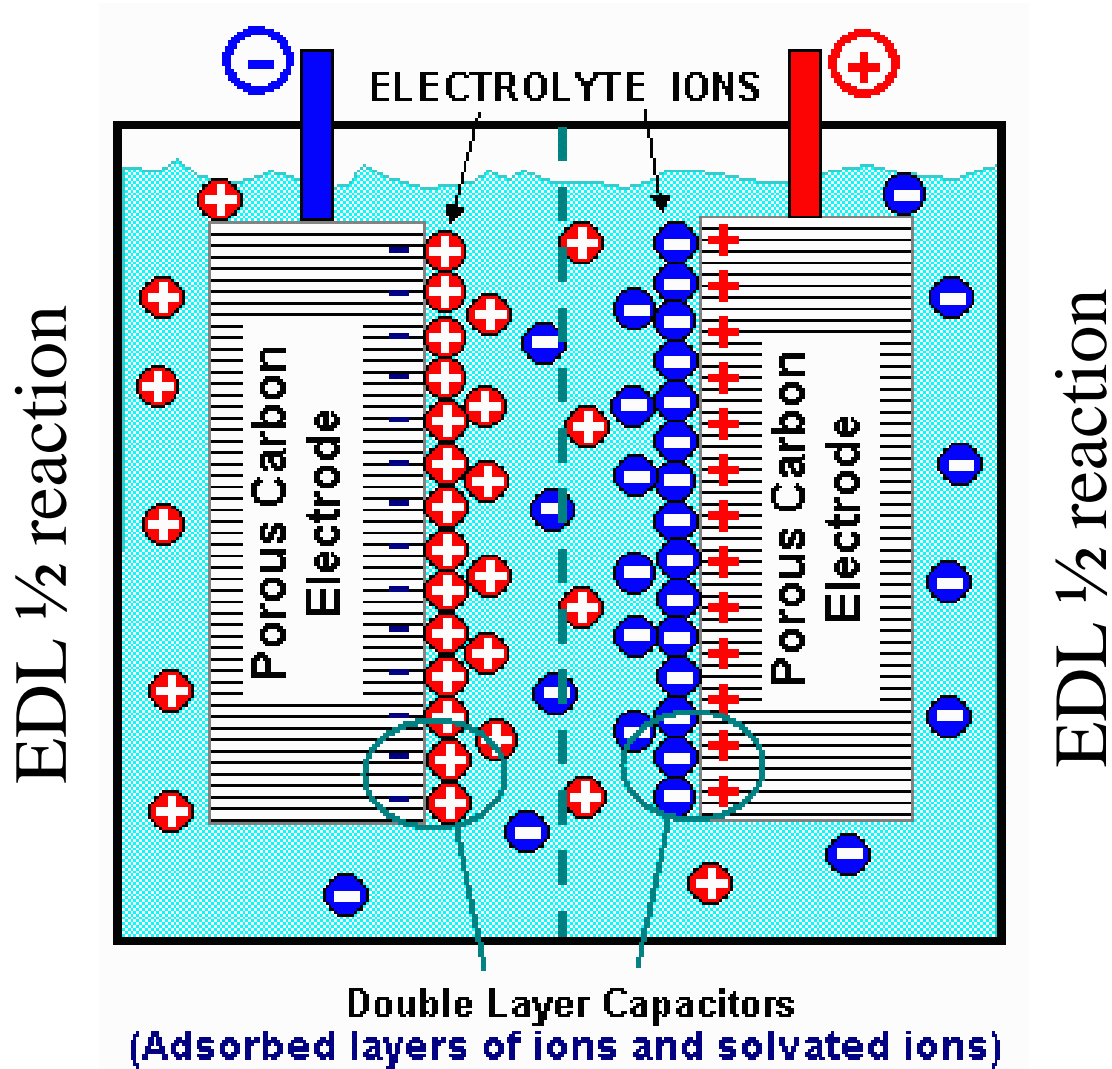 ELECTROLYTE IONS
EDL ½ reaction
Porous Carbon
Electrode
Porous Carbon
Electrode
EDL ½ reaction
Double Layer Capacitors
(Adsorbed layers of ions and solvated ions)